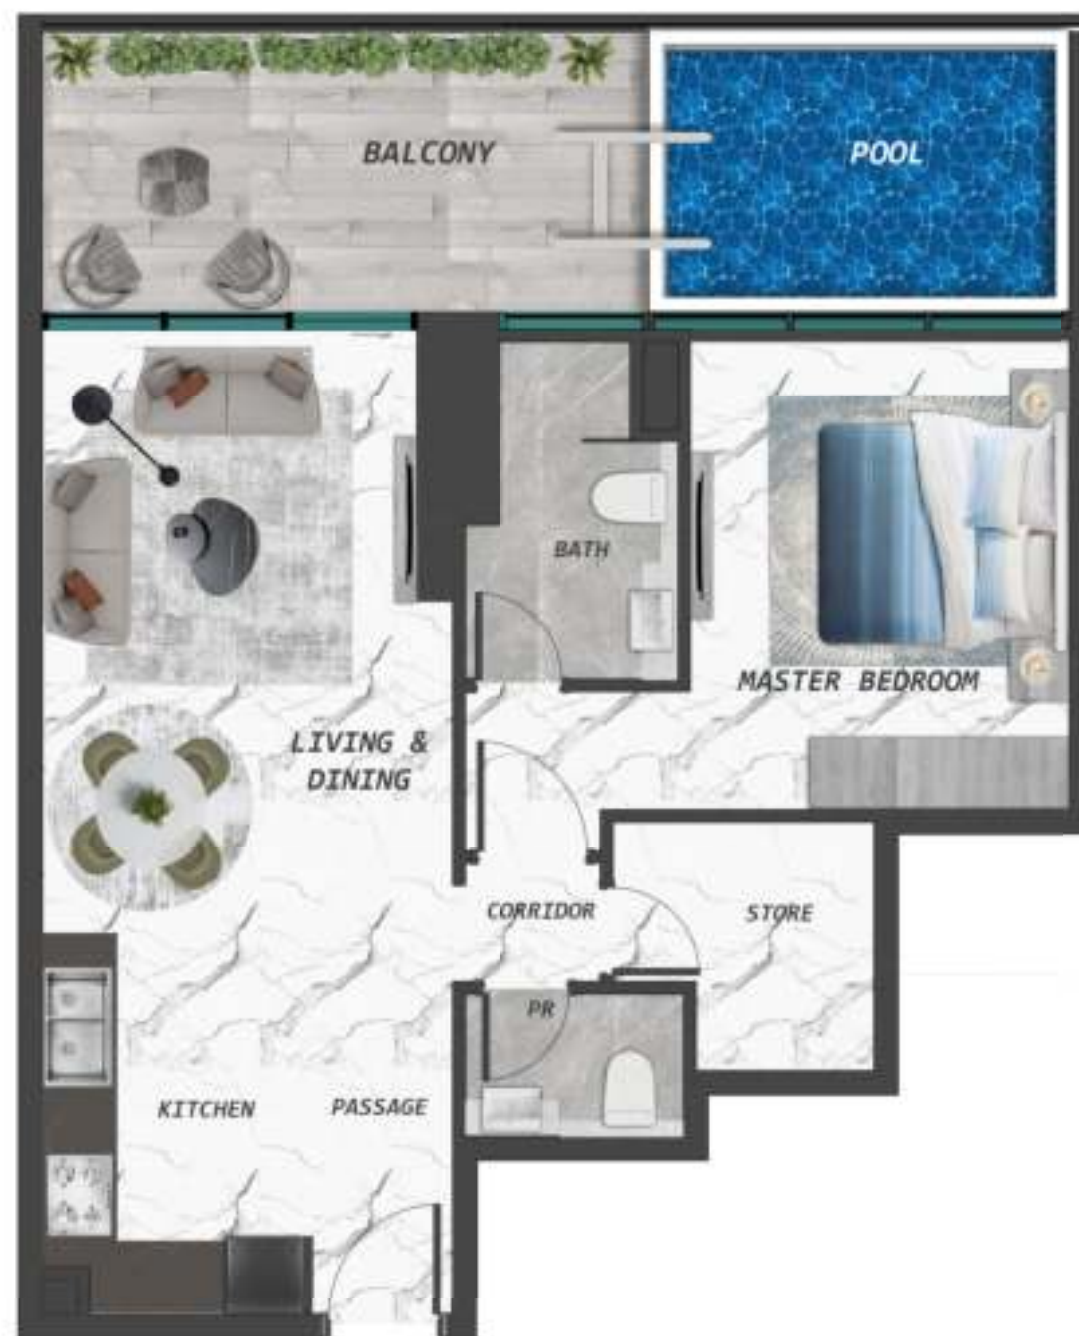 BALCONY
POOL
BATH
MASTER BEDROOM
LIVING &
DINING
CORRIDOR
STORE
PR
KITCHEN
PASSAGE